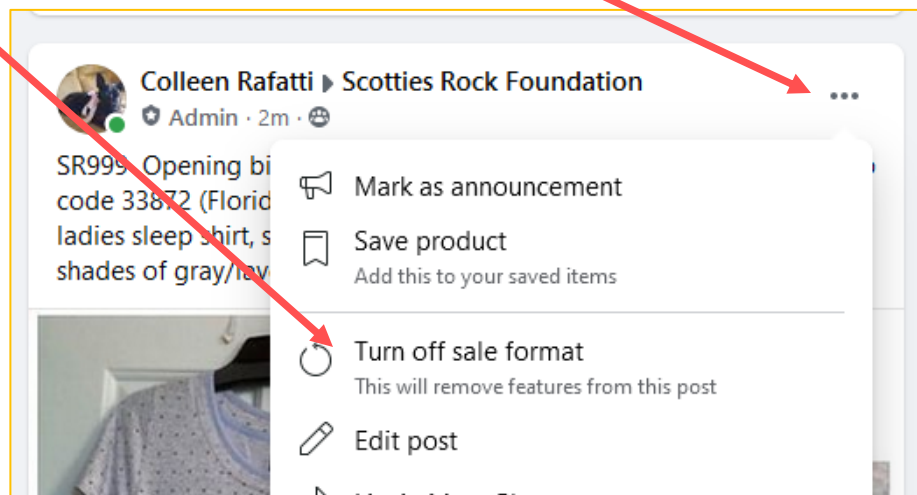 Colleen Rafatti ▸ Scotties Rock Foundation
Admin · 2m ·
SR999 Opening bi
code 33872 (Florid
ladies sleep shirt, s
shades of gray/lav
Mark as announcement
Save product
Add this to your saved items
Turn off sale format
This will remove features from this post
Edit post